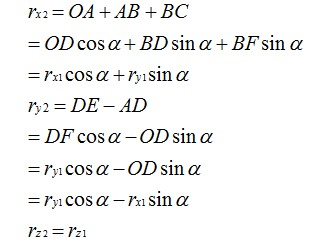 r_{x2} = OA + AB + BC
= OD cos α + BD sin α + BF sin α
= r_{x1} cos α + r_{y1} sin α
r_{y2} = DE − AD
= DF cos α − OD sin α
= r_{y1} cos α − OD sin α
= r_{y1} cos α − r_{x1} sin α
r_{z2} = r_{z1}